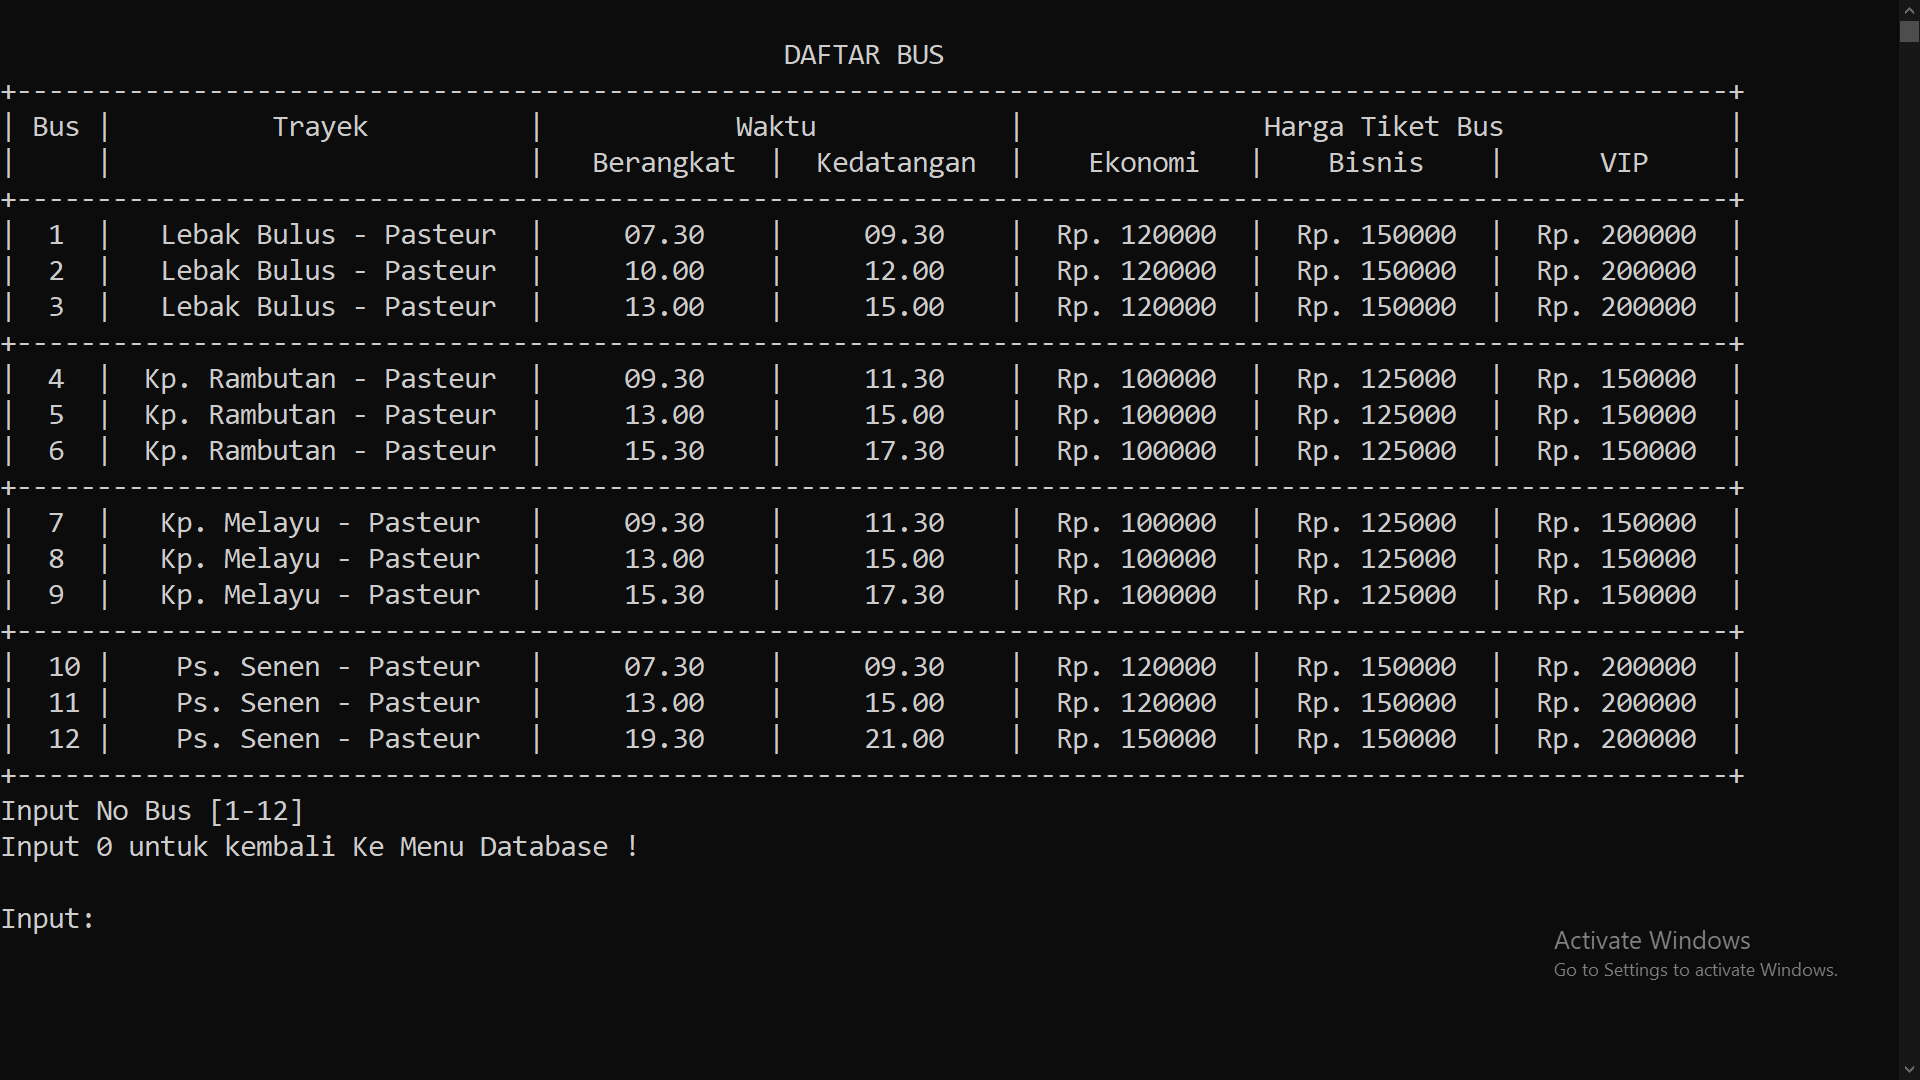 DAFTAR BUS
+-----------------------------------------------------------------------------------------------------------+
| Bus |          Trayek          |            Waktu            |               Harga Tiket Bus              |
|     |                          |   Berangkat  |  Kedatangan  |    Ekonomi   |    Bisnis    |      VIP     |
+-----------------------------------------------------------------------------------------------------------+
|  1  |   Lebak Bulus - Pasteur  |     07.30    |     09.30    |  Rp. 120000  |  Rp. 150000  |  Rp. 200000  |
|  2  |   Lebak Bulus - Pasteur  |     10.00    |     12.00    |  Rp. 120000  |  Rp. 150000  |  Rp. 200000  |
|  3  |   Lebak Bulus - Pasteur  |     13.00    |     15.00    |  Rp. 120000  |  Rp. 150000  |  Rp. 200000  |
+-----------------------------------------------------------------------------------------------------------+
|  4  |  Kp. Rambutan - Pasteur  |     09.30    |     11.30    |  Rp. 100000  |  Rp. 125000  |  Rp. 150000  |
|  5  |  Kp. Rambutan - Pasteur  |     13.00    |     15.00    |  Rp. 100000  |  Rp. 125000  |  Rp. 150000  |
|  6  |  Kp. Rambutan - Pasteur  |     15.30    |     17.30    |  Rp. 100000  |  Rp. 125000  |  Rp. 150000  |
+-----------------------------------------------------------------------------------------------------------+
|  7  |   Kp. Melayu - Pasteur   |     09.30    |     11.30    |  Rp. 100000  |  Rp. 125000  |  Rp. 150000  |
|  8  |   Kp. Melayu - Pasteur   |     13.00    |     15.00    |  Rp. 100000  |  Rp. 125000  |  Rp. 150000  |
|  9  |   Kp. Melayu - Pasteur   |     15.30    |     17.30    |  Rp. 100000  |  Rp. 125000  |  Rp. 150000  |
+-----------------------------------------------------------------------------------------------------------+
|  10 |    Ps. Senen - Pasteur   |     07.30    |     09.30    |  Rp. 120000  |  Rp. 150000  |  Rp. 200000  |
|  11 |    Ps. Senen - Pasteur   |     13.00    |     15.00    |  Rp. 120000  |  Rp. 150000  |  Rp. 200000  |
|  12 |    Ps. Senen - Pasteur   |     19.30    |     21.00    |  Rp. 150000  |  Rp. 150000  |  Rp. 200000  |
+-----------------------------------------------------------------------------------------------------------+
Input No Bus [1-12]
Input 0 untuk kembali Ke Menu Database !
Input:
Activate Windows
Go to Settings to activate Windows.